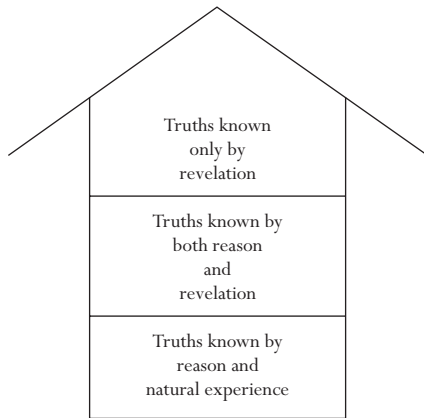 Truths known
only by
revelation
Truths known by
both reason
and
revelation
Truths known by
reason and
natural experience